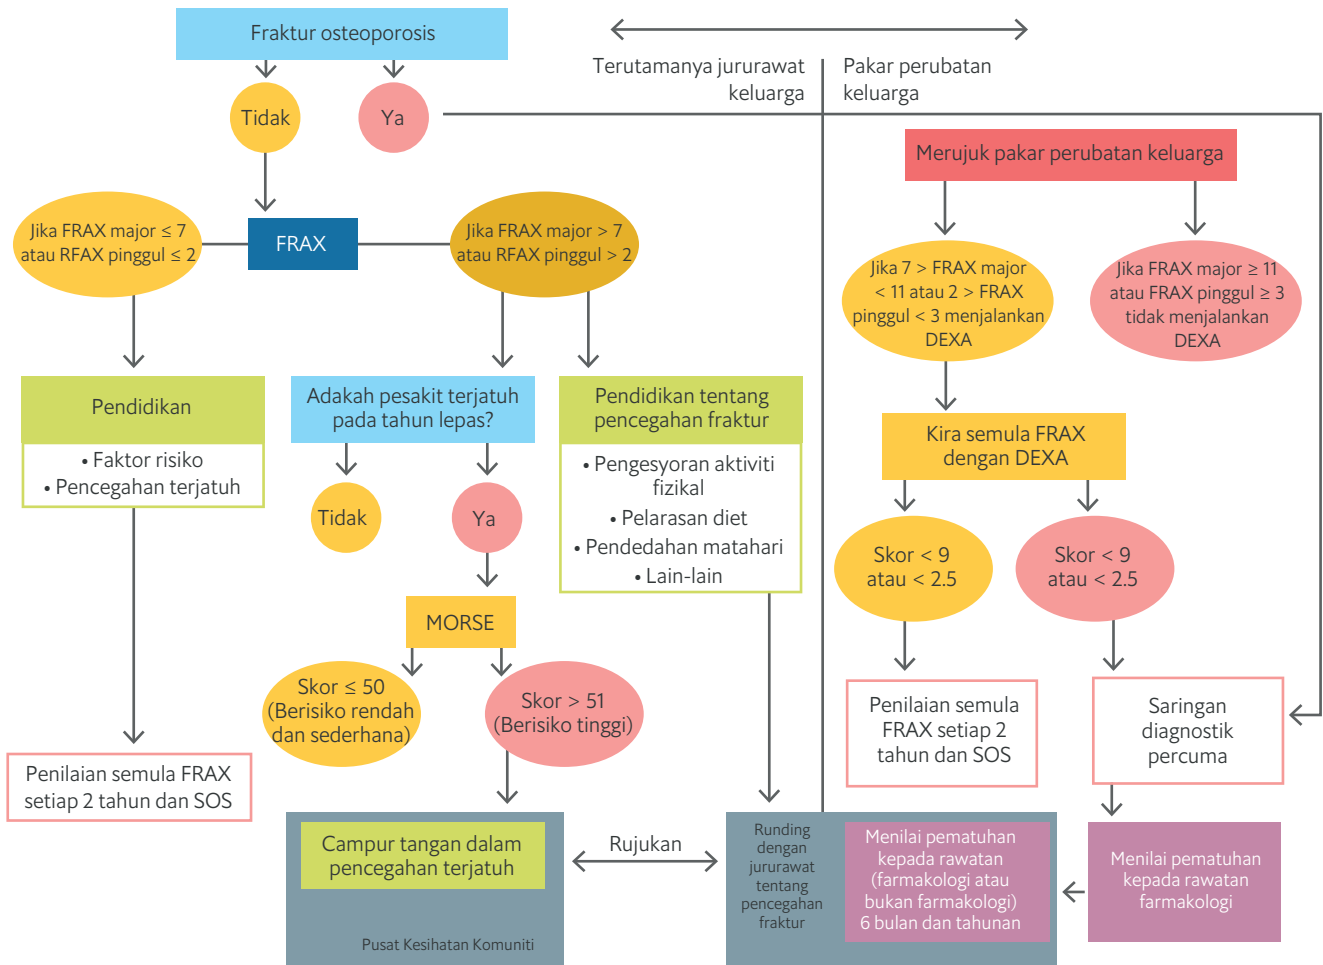 Fraktur osteoporosis
Tidak
Ya
Terutamanya jururawat
keluarga
Pakar perubatan
keluarga
Merujuk pakar perubatan keluarga
Jika FRAX major ≤ 7
atau RFAX pinggul ≤ 2
FRAX
Jika FRAX major > 7
atau RFAX pinggul > 2
Jika 7 > FRAX major
< 11 atau 2 > FRAX
pinggul < 3 menjalankan
DEXA
Jika FRAX major ≥ 11
atau FRAX pinggul ≥ 3
tidak menjalankan
DEXA
Pendidikan
• Faktor risiko
• Pencegahan terjatuh
Adakah pesakit terjatuh
pada tahun lepas?
Tidak
Ya
Pendidikan tentang
pencegahan fraktur
• Pengesyoran aktiviti
fizikal
• Pelarasan diet
• Pendedahan matahari
• Lain-lain
Kira semula FRAX
dengan DEXA
Skor < 9
atau < 2.5
Skor < 9
atau < 2.5
MORSE
Skor ≤ 50
(Berisiko rendah
dan sederhana)
Skor > 51
(Berisiko tinggi)
Penilaian semula FRAX
setiap 2 tahun dan SOS
Penilaian semula
FRAX setiap 2
tahun dan SOS
Saringan
diagnostik
percuma
Campur tangan dalam
pencegahan terjatuh
Pusat Kesihatan Komuniti
Rujukan
Runding
dengan
jururawat
tentang
pencegahan
fraktur
Menilai pematuhan
kepada rawatan
(farmakologi atau
bukan farmakologi)
6 bulan dan tahunan
Menilai pematuhan
kepada rawatan
farmakologi